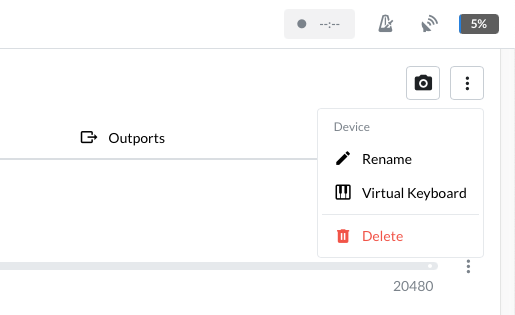 --:--
5%
Device
Outports
Rename
Virtual Keyboard
Delete
20480